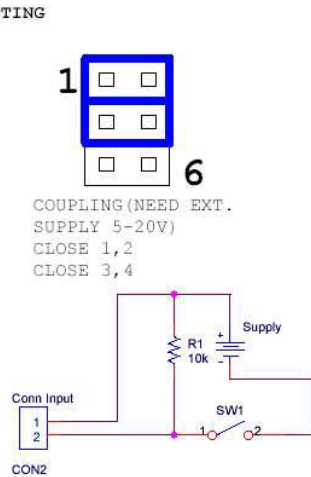 TING
1
6
COUPLING(NEED EXT.
SUPPLY 5-20V)
CLOSE 1,2
CLOSE 3,4
+
Supply
R1
10k
-
Conn Input
SW1
1
2
1
2
CON2